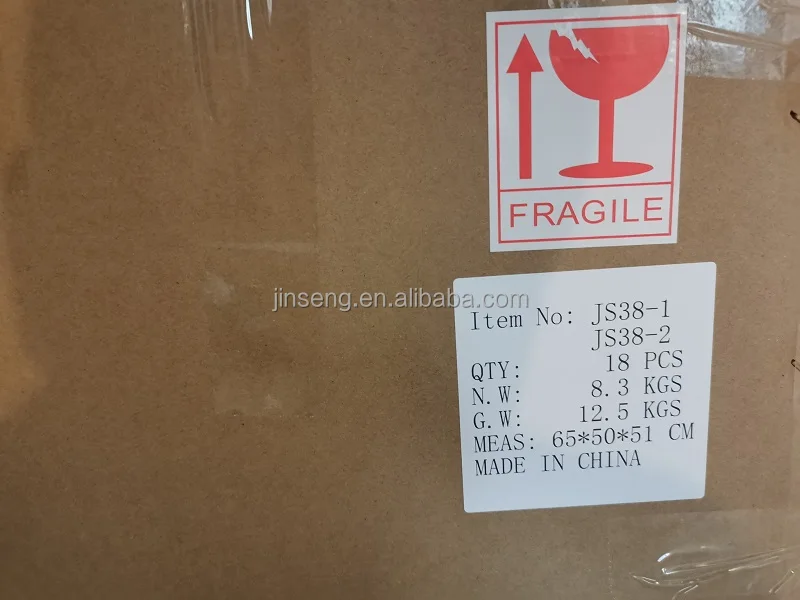 FRAGILE
jinseng.en.alibaba.com
Item No: JS38-1
JS38-2
QTY: 18 PCS
N.W: 8.3 KGS
G.W: 12.5 KGS
MEAS: 65*50*51 CM
MADE IN CHINA